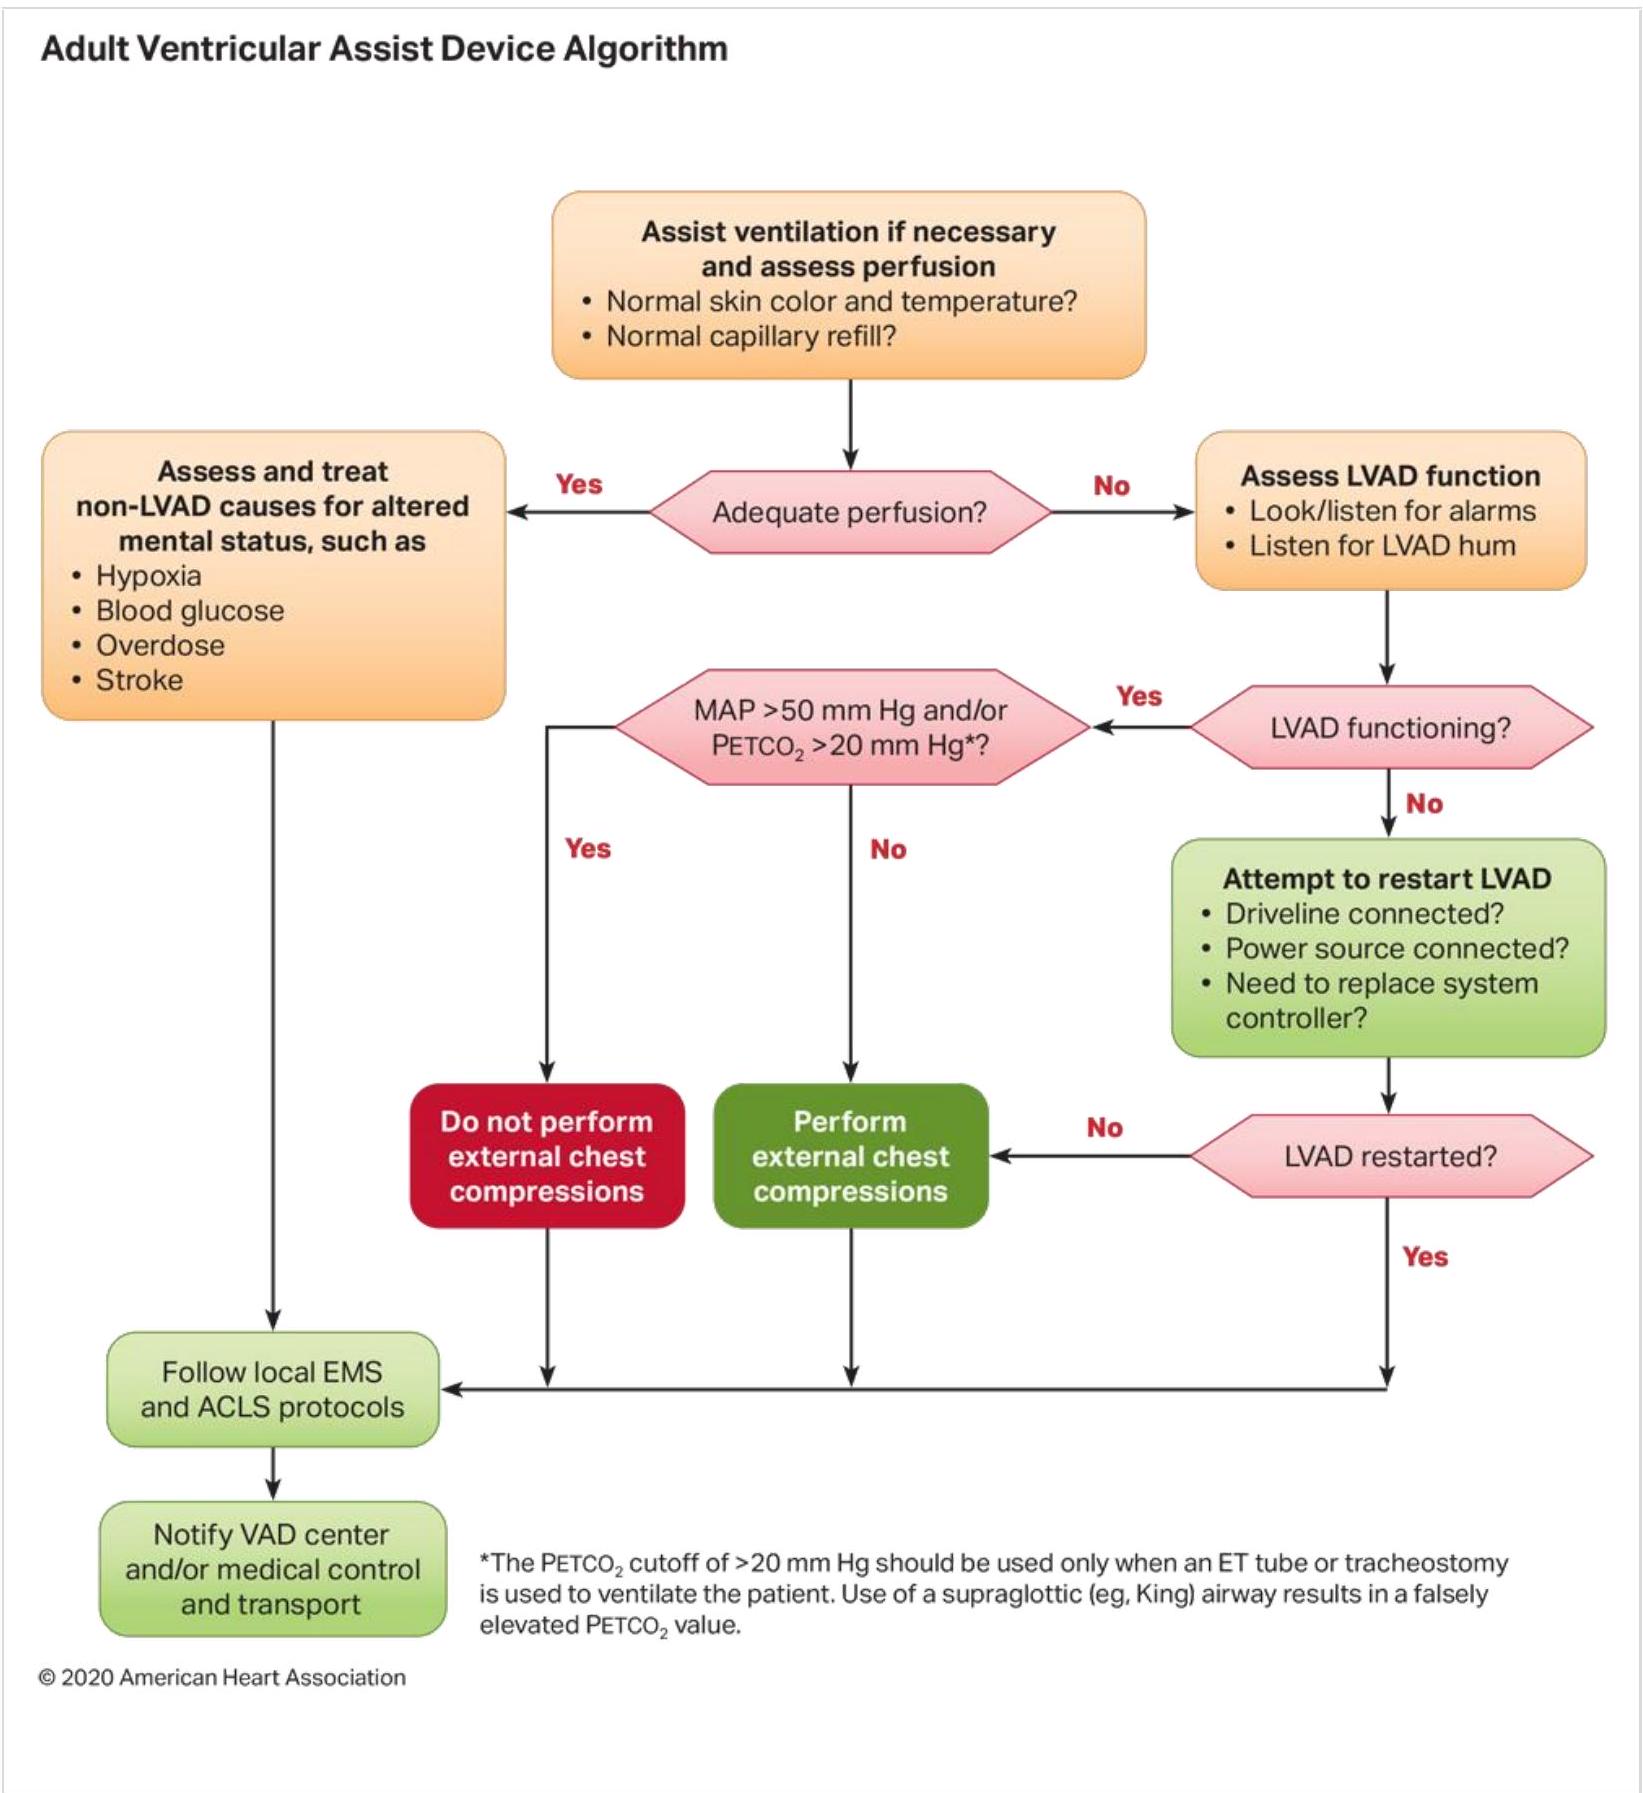 Adult Ventricular Assist Device Algorithm
Assist ventilation if necessary
and assess perfusion
• Normal skin color and temperature?
• Normal capillary refill?
Adequate perfusion?
Yes
No
Assess and treat
non-LVAD causes for altered
mental status, such as
• Hypoxia
• Blood glucose
• Overdose
• Stroke
Assess LVAD function
• Look/listen for alarms
• Listen for LVAD hum
LVAD functioning?
Yes
No
MAP >50 mm Hg and/or
PETCO₂ >20 mm Hg*?
Yes
No
Attempt to restart LVAD
• Driveline connected?
• Power source connected?
• Need to replace system
controller?
Do not perform
external chest
compressions
Perform
external chest
compressions
No
LVAD restarted?
Yes
Follow local EMS
and ACLS protocols
Notify VAD center
and/or medical control
and transport
*The PETCO₂ cutoff of >20 mm Hg should be used only when an ET tube or tracheostomy
is used to ventilate the patient. Use of a supraglottic (eg, King) airway results in a falsely
elevated PETCO₂ value.
© 2020 American Heart Association